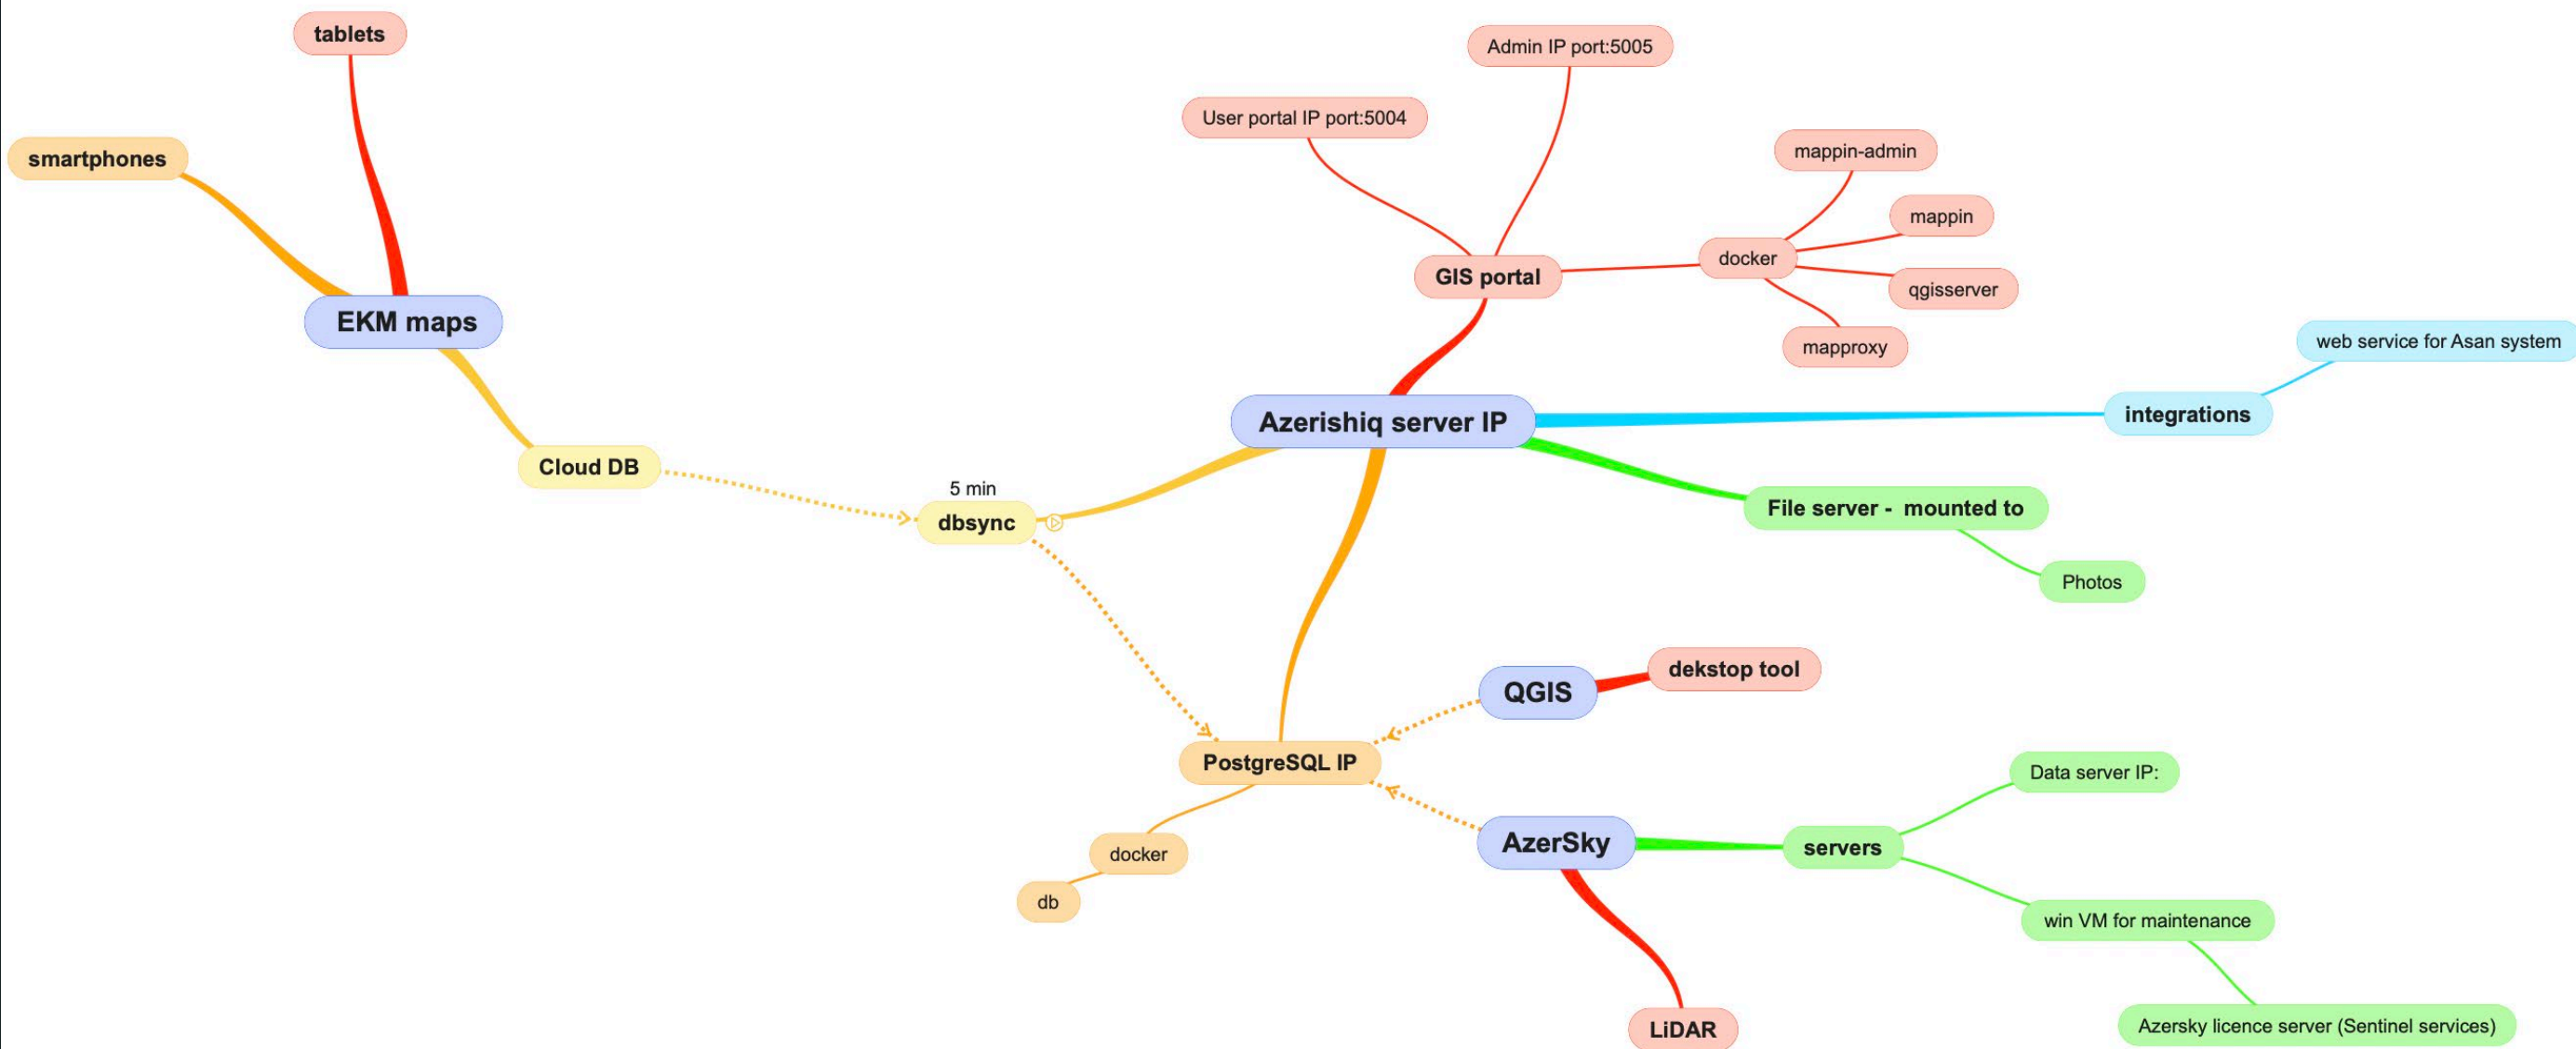 tablets
smartphones
EKM maps
Cloud DB
5 min
dbsync
Admin IP port:5005
User portal IP port:5004
GIS portal
docker
mappin-admin
mappin
qgisserver
mapproxy
Azerishiq server IP
integrations
web service for Asan system
File server -  mounted to
Photos
QGIS
dekstop tool
PostgreSQL IP
docker
db
AzerSky
servers
Data server IP:
win VM for maintenance
Azersky licence server (Sentinel services)
LiDAR